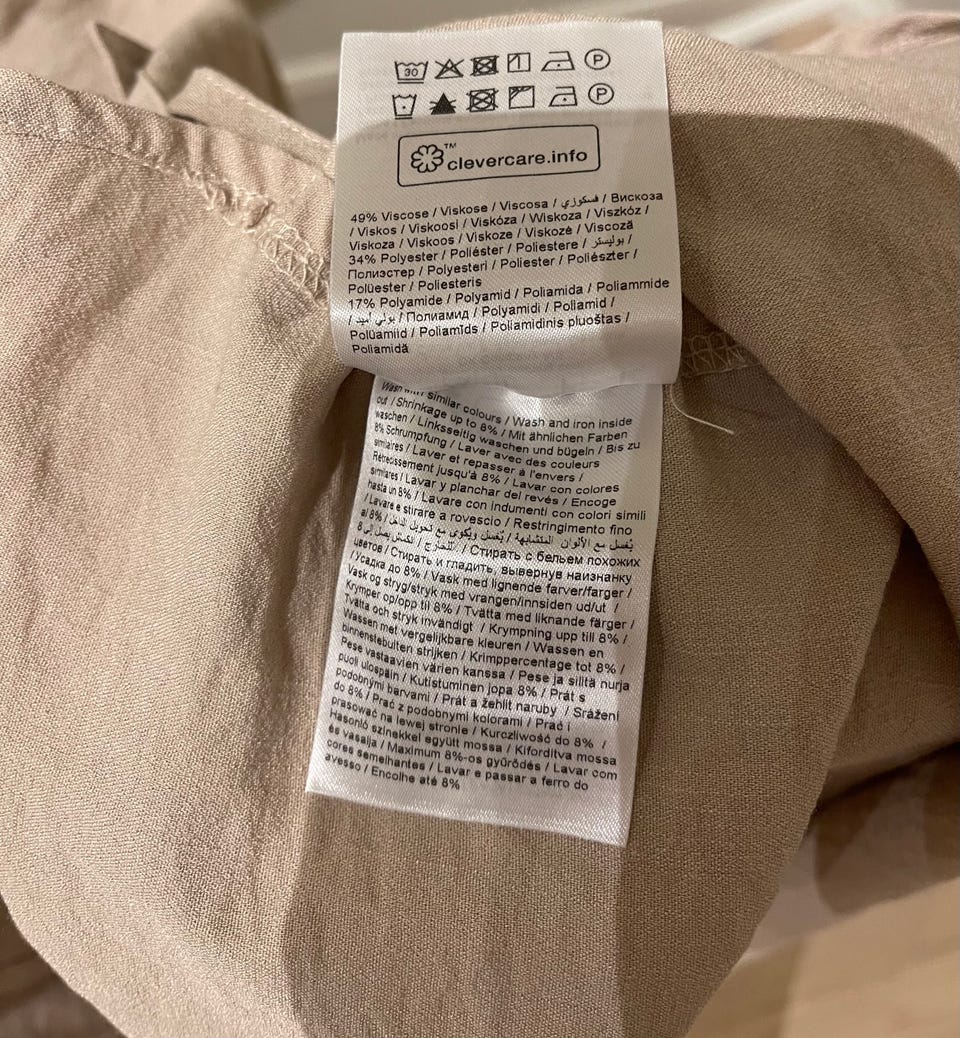 30 P
P
™ clevercare.info
49% Viscose / Viskose / Viscosa / فسكوزي / Вискоза
/ Viskos / Viskoosi / Viskóza / Wiskoza / Viszkóz /
Viskoza / Viskoos / Viskoze / Viskozė / Viscoză
34% Polyester / Poliéster / Poliestere / بوليستر /
Полиэстер / Polyesteri / Poliester / Poliészter /
Polüester / Poliesteris
17% Polyamide / Polyamid / Poliamida / Poliammide
/ بولي أميد / Полиамид / Polyamidi / Poliamid /
Polüamiid / Poliamīds / Poliamidinis pluoštas /
Poliamidă
similar colours / Wash and iron inside
out / Shrinkage up to 8% / Mit ähnlichen Farben
waschen / Linksseitig waschen und bügeln / Bis zu
8% Schrumpfung / Laver avec des couleurs
similaires / Laver et repasser à l'envers /
Rétrécissement jusqu'à 8% / Lavar con colores
similares / Lavar y planchar del revés / Encoge
hasta un 8% / Lavare con indumenti con colori simili
/ Lavare e stirare a rovescio / Restringimento fino
al 8% / يُغسل مع الألوان المتشابهة / يُغسل ويُكوى مع تحويل الداخل
للخارج / انكمش يصل إلى 8 / Стирать с бельем похожих
цветов / Стирать и гладить, вывернув наизнанку
/ Усадка до 8% / Vask med lignende farver/farger /
Vask og stryg/stryk med vrangen/innsiden ud/ut /
Krymper op/opp til 8% / Tvätta med liknande färger /
Tvätta och stryk invändigt / Krympning upp till 8% /
Wassen met vergelijkbare kleuren / Wassen en
binnenstebuiten strijken / Krimppercentage tot 8% /
Pese vastaavien värien kanssa / Pese ja silitä nurja
puoli ulospäin / Kutistuminen jopa 8% / Prát s
podobnými barvami / Prát a žehlit naruby / Srážení
do 8% / Prać z podobnymi kolorami / Prać i
prasować na lewej stronie / Kurczliwość do 8% /
Hasonló színekkel együtt mossa / Kifordítva mossa
és vasalja / Maximum 8%-os gyűrődés / Lavar com
cores semelhantes / Lavar e passar a ferro do
avesso / Encolhe até 8%